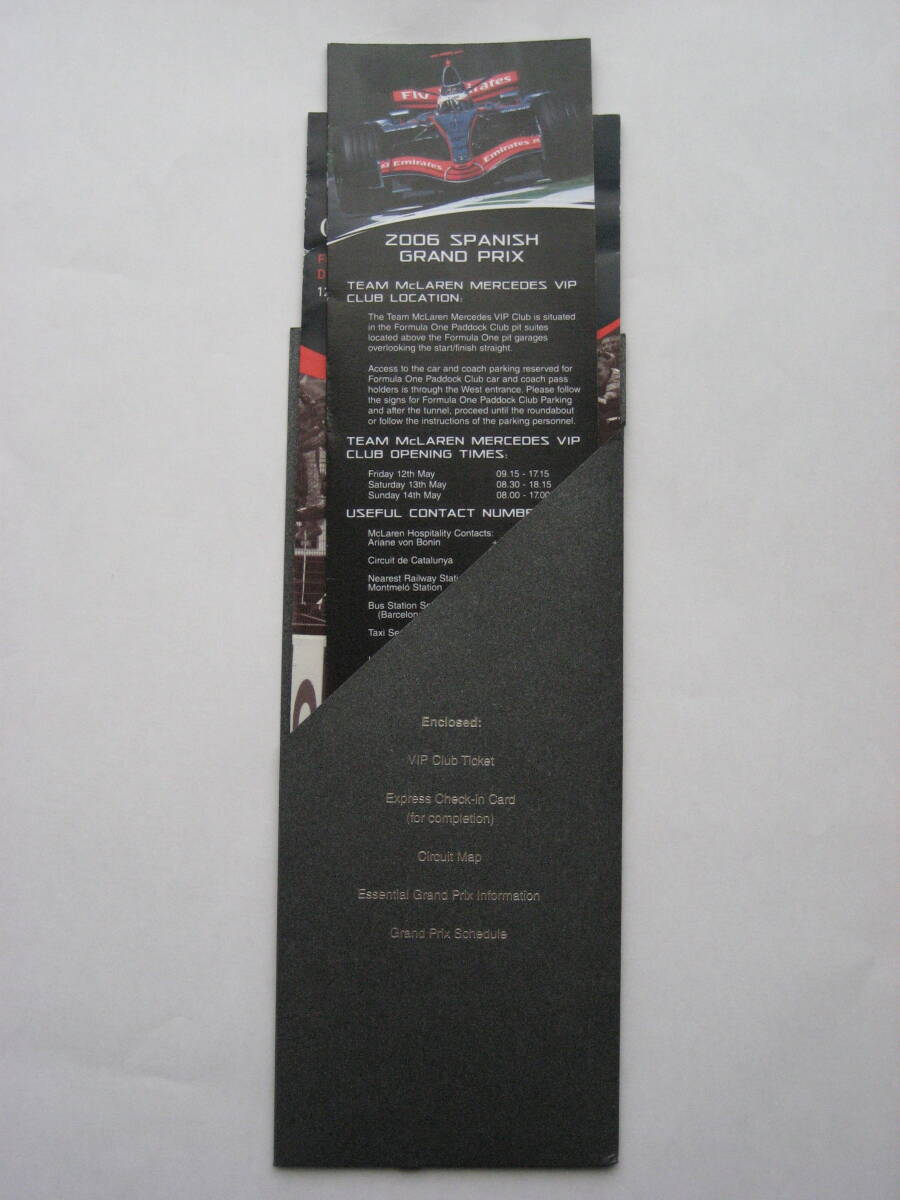 Fly Emirates
Emirates Emirates
2006 SPANISH
GRAND PRIX
TEAM McLAREN MERCEDES VIP
CLUB LOCATION:
The Team McLaren Mercedes VIP Club is situated
in the Formula One Paddock Club pit suites
located above the Formula One pit garages
overlooking the start/finish straight.
Access to the car and coach parking reserved for
Formula One Paddock Club car and coach pass
holders is through the West entrance. Please follow
the signs for Formula One Paddock Club Parking
and after the tunnel, proceed until the roundabout
or follow the instructions of the parking personnel.
TEAM McLAREN MERCEDES VIP
CLUB OPENING TIMES:
Friday 12th May 09.15 - 17.15
Saturday 13th May 08.30 - 18.15
Sunday 14th May 08.00 - 17.00
USEFUL CONTACT
McLaren Hospitality Contacts:
Ariane von Bonin
Circuit de Catalunya
Nearest Railway
Montmeló Station
Bus Station
Taxi
Enclosed:
VIP Club Ticket
Express Check-in Card
(for completion)
Circuit Map
Essential Grand Prix Information
Grand Prix Schedule